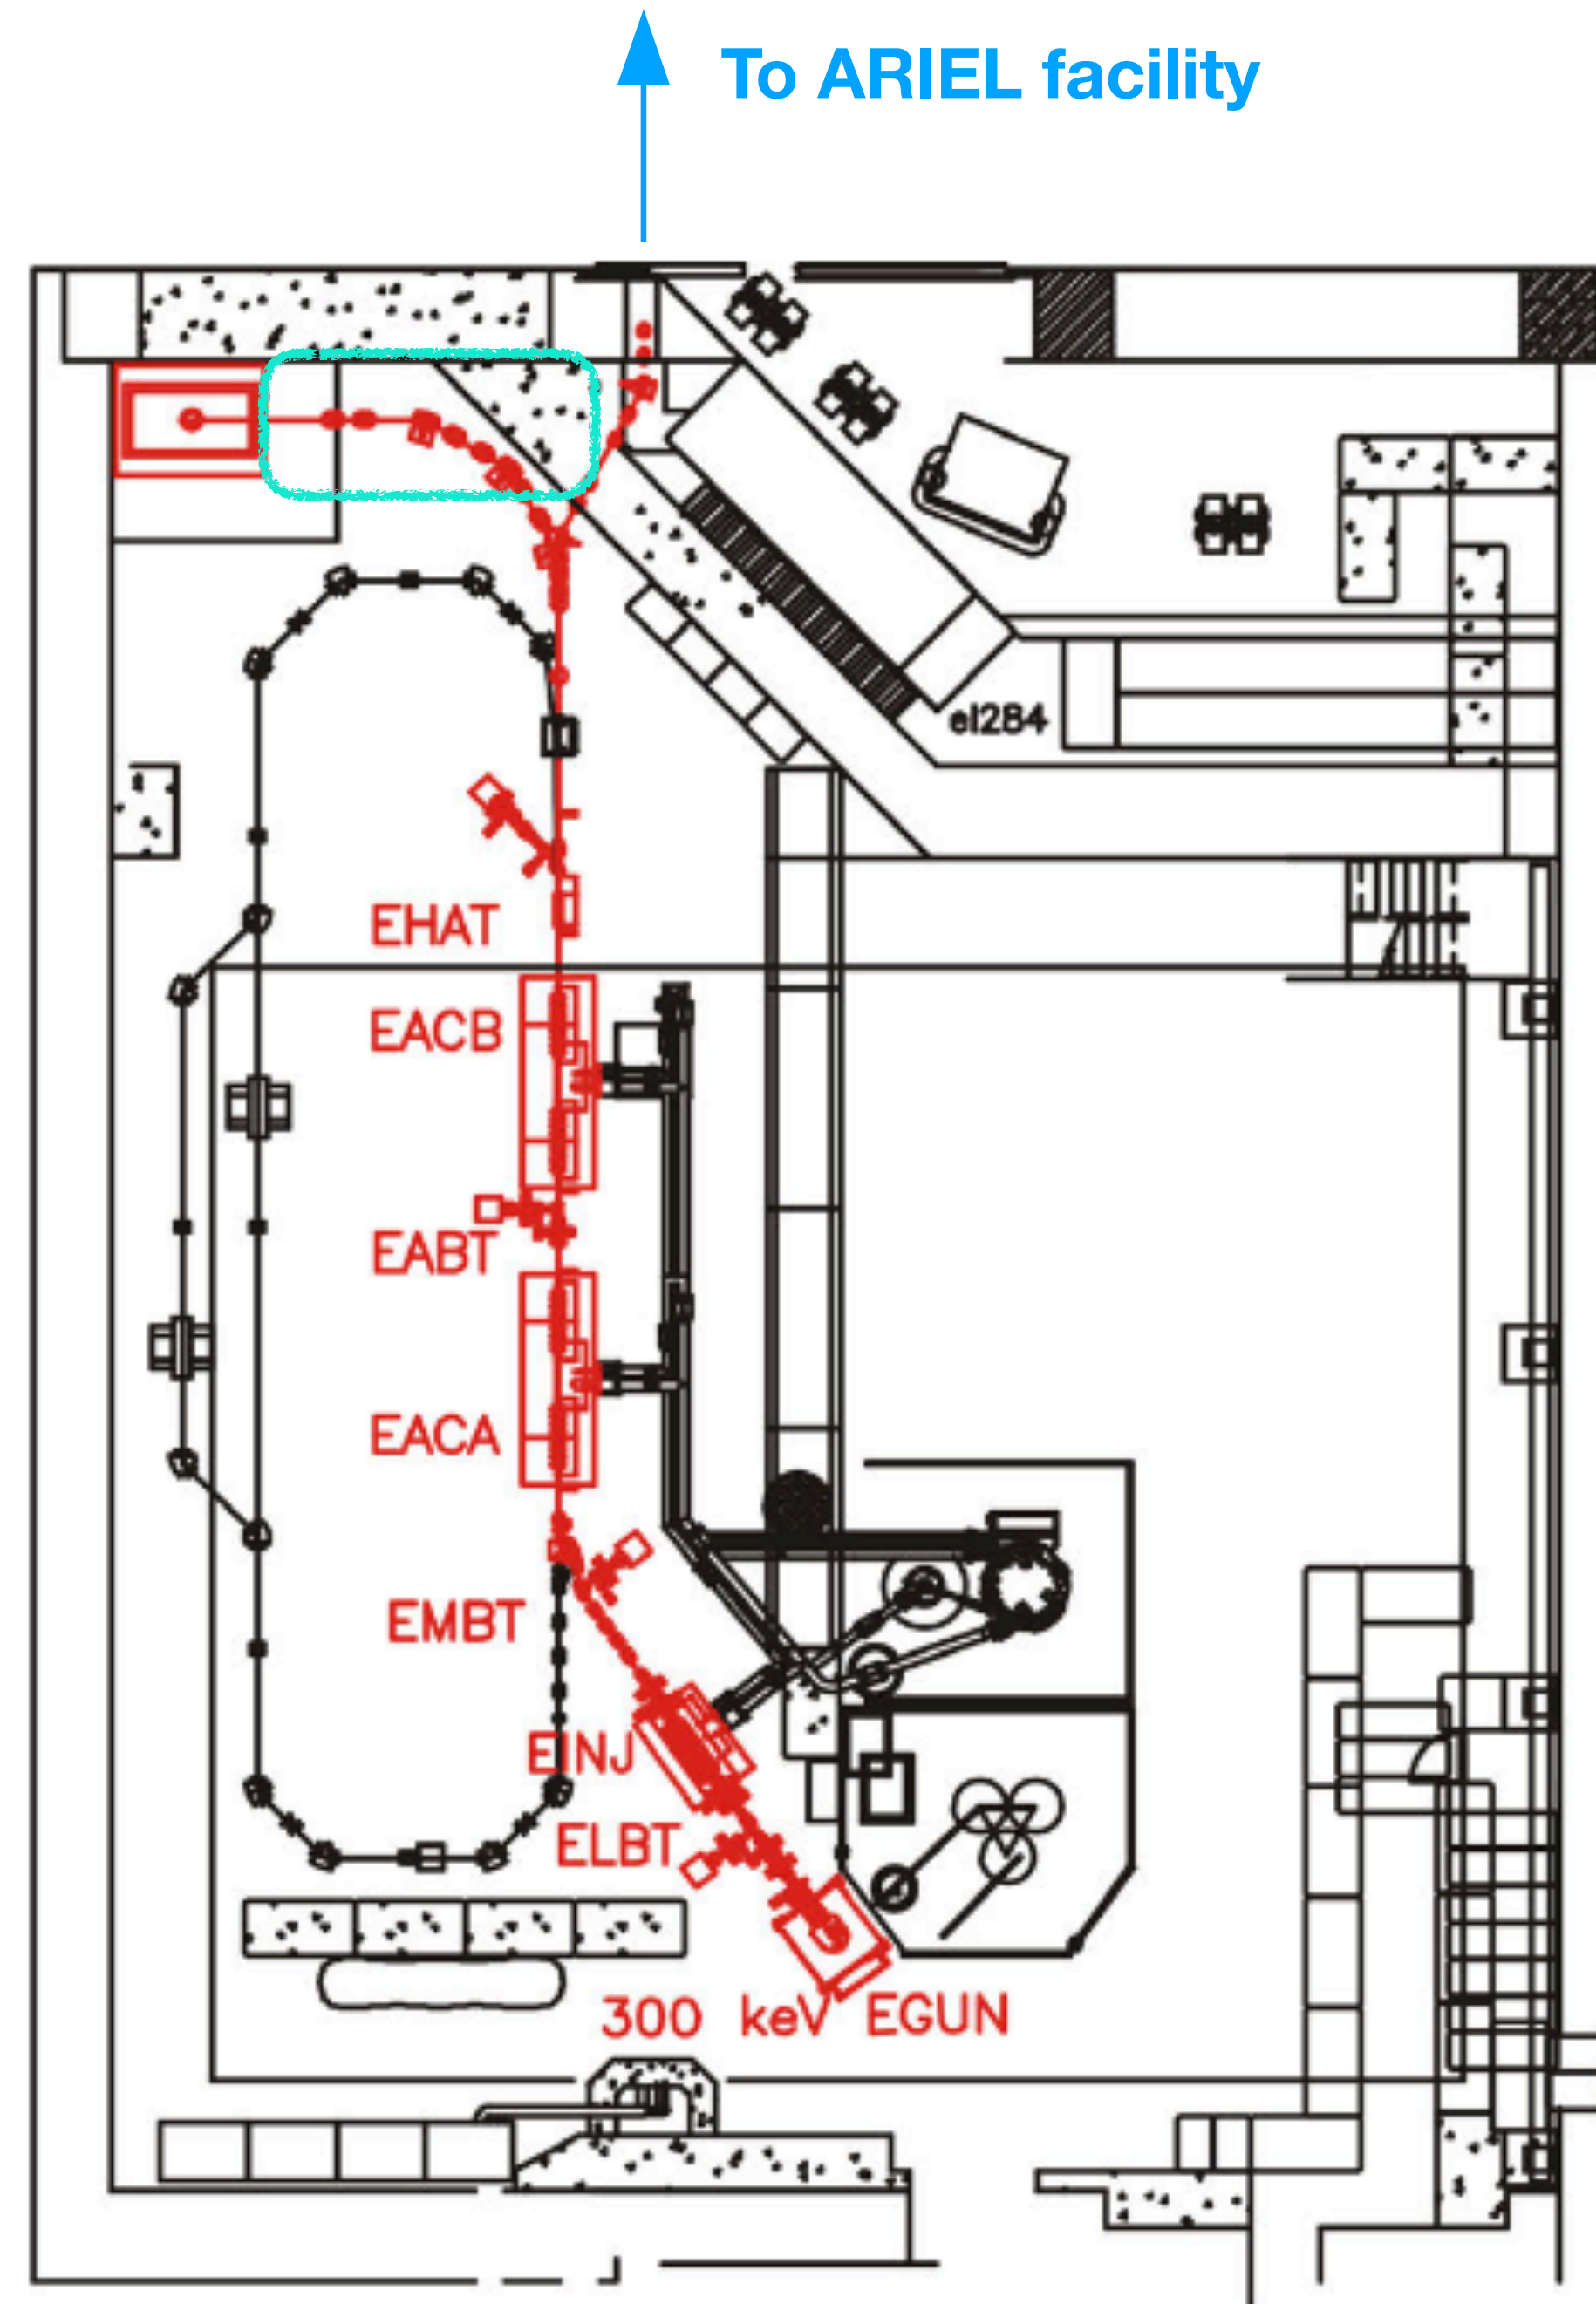 To ARIEL facility
el284
EHAT
EACB
EABT
EACA
EMBT
EINJ
ELBT
300 keV EGUN